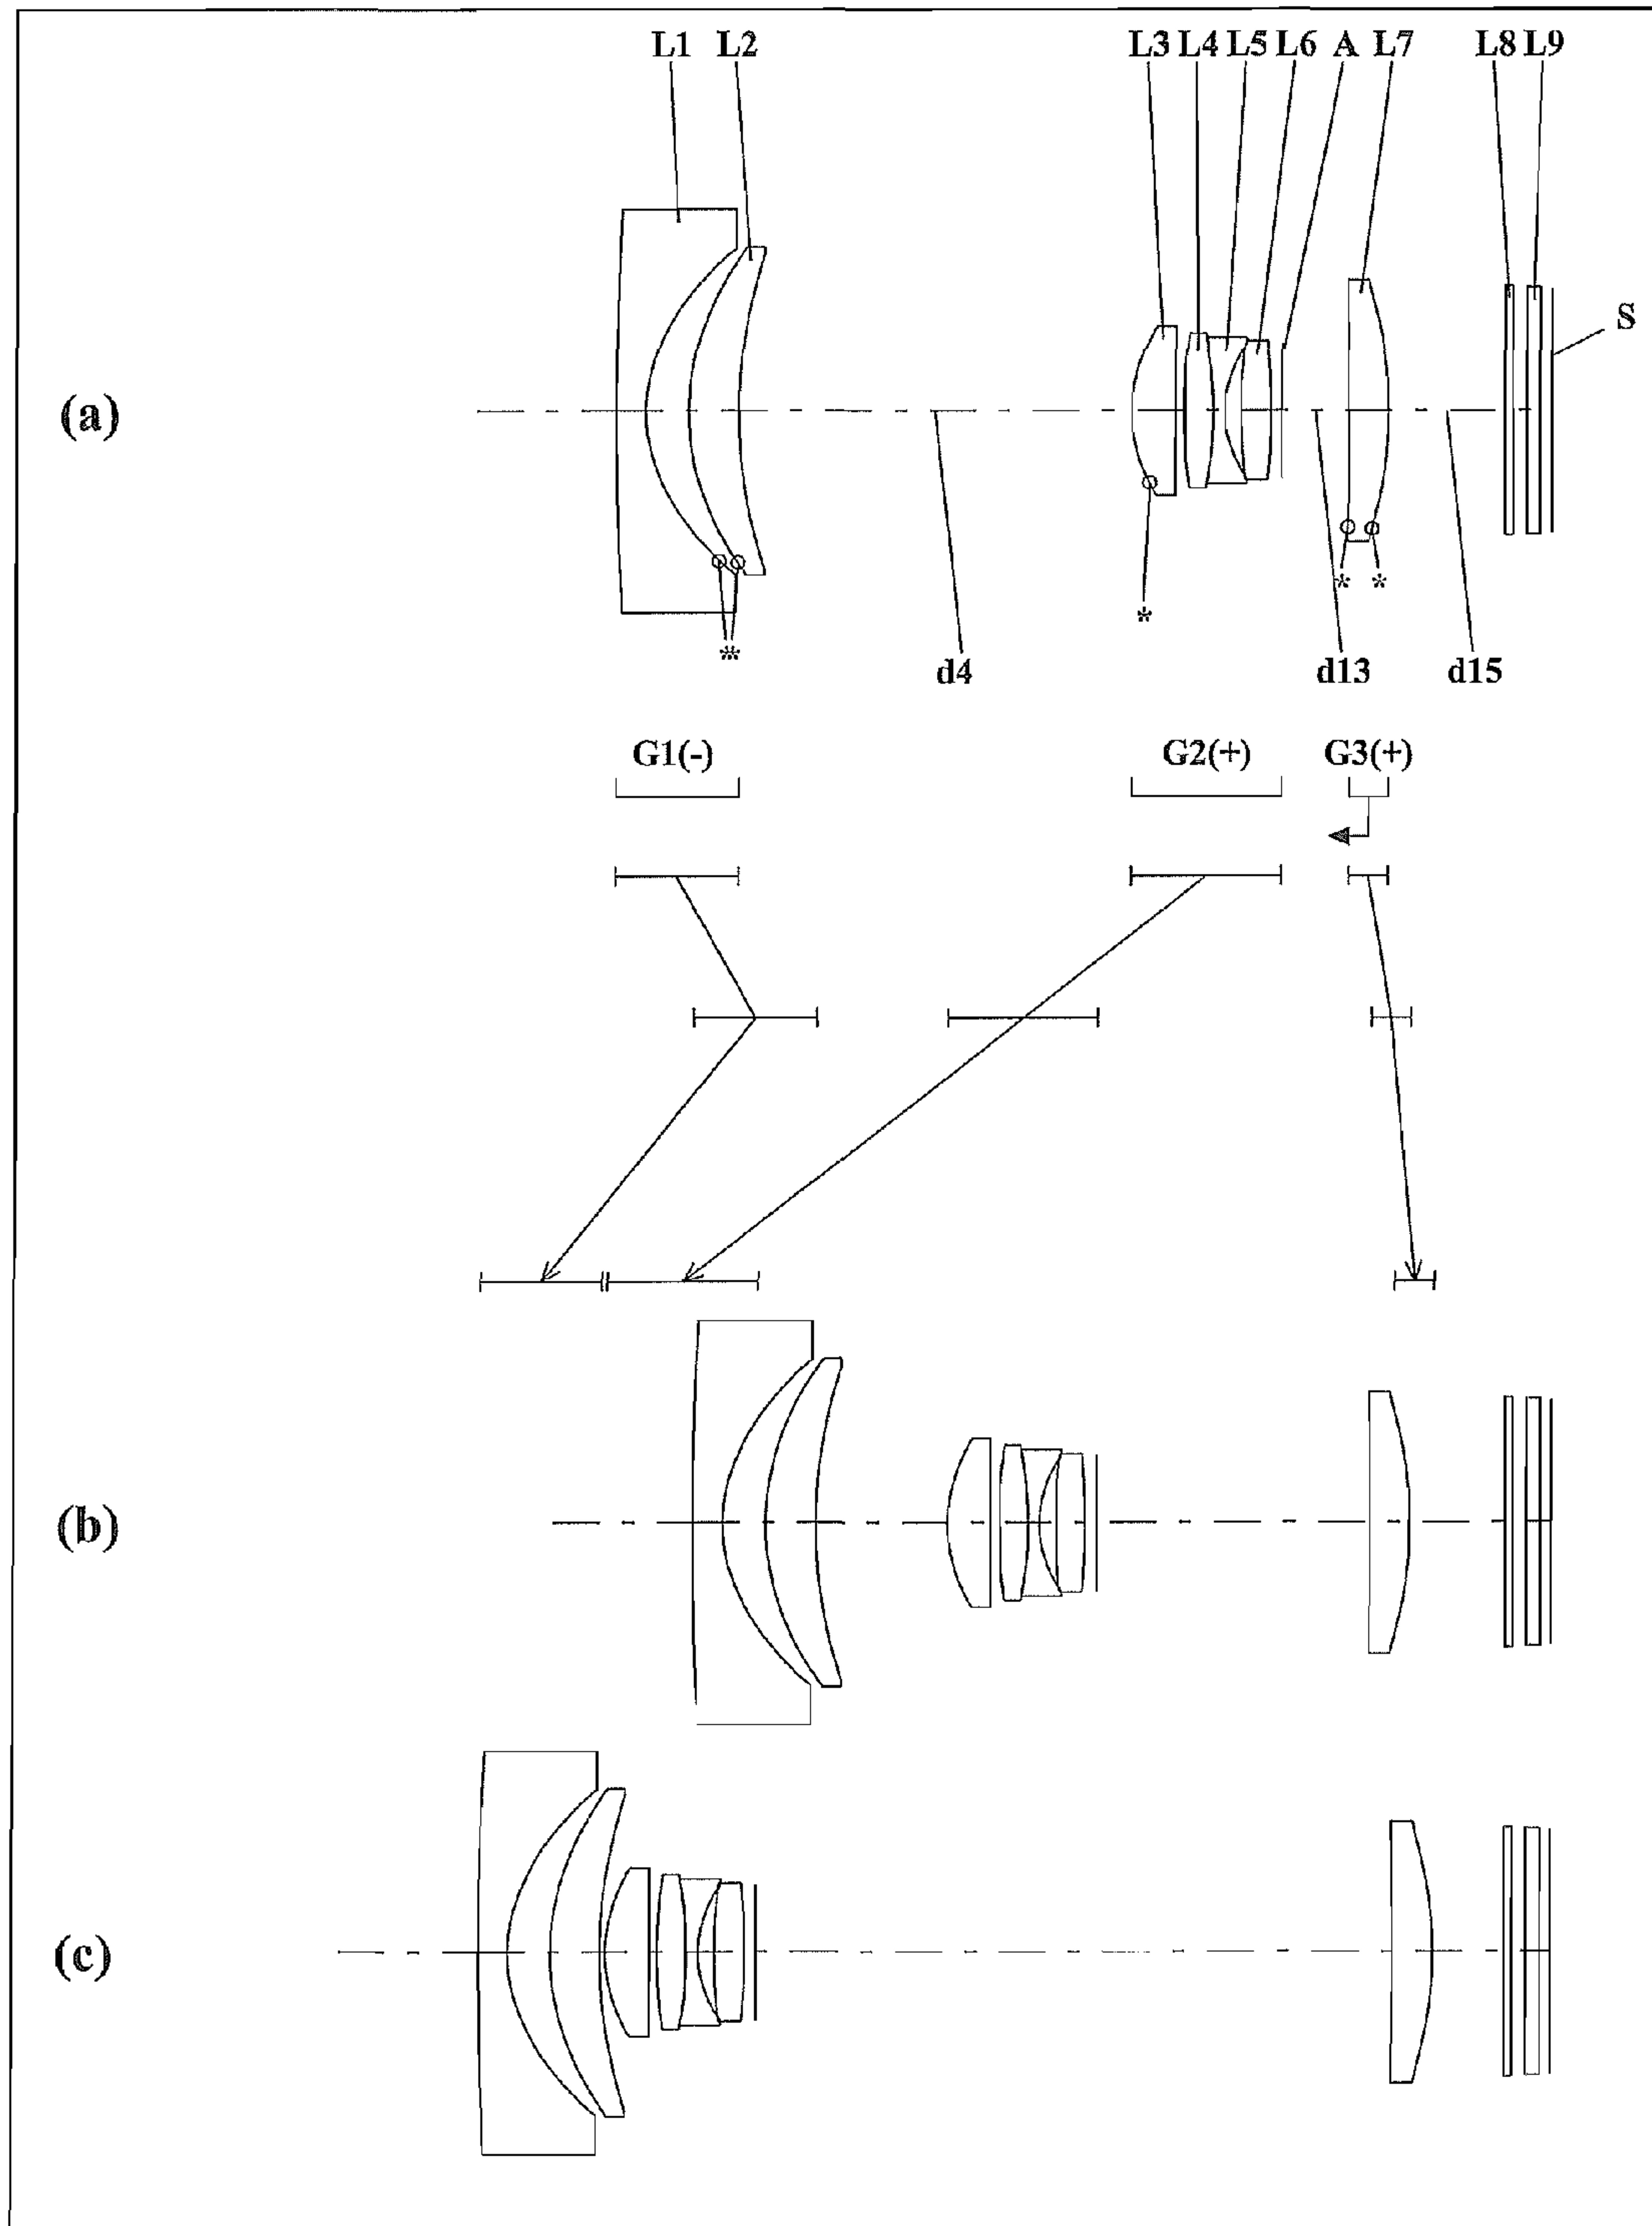 L1 L2 L3 L4 L5 L6 A L7 L8 L9
S
(a)
* *
*
*
d4 d13 d15
G1(-) G2(+) G3(+)
(b)
(c)